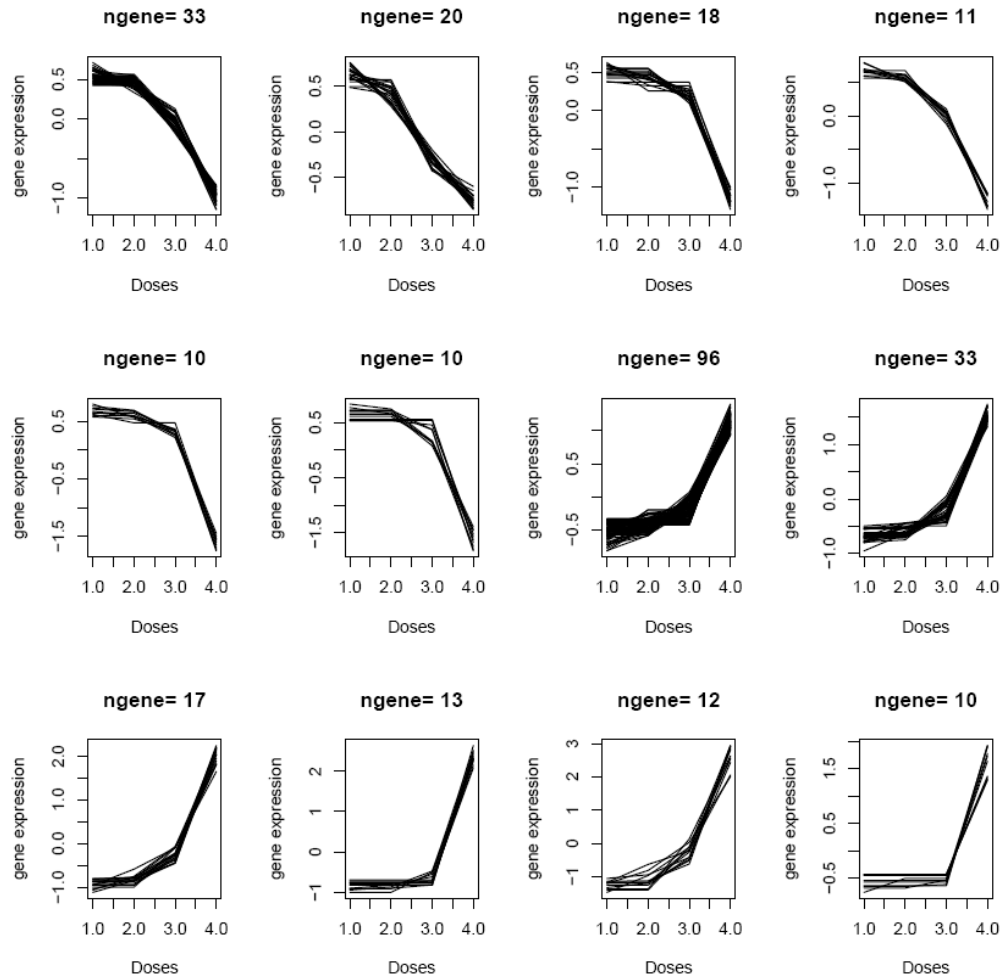 ngene= 33
ngene= 20
ngene= 18
ngene= 11
gene expression
0.5
0.0
−1.0
1.0 2.0 3.0 4.0
Doses
gene expression
0.5
0.0
−0.5
1.0 2.0 3.0 4.0
Doses
gene expression
0.5
0.0
−1.0
1.0 2.0 3.0 4.0
Doses
gene expression
0.5
0.0
−1.0
1.0 2.0 3.0 4.0
Doses
ngene= 10
ngene= 10
ngene= 96
ngene= 33
gene expression
0.5
−0.5
−1.5
1.0 2.0 3.0 4.0
Doses
gene expression
0.5
−0.5
−1.5
1.0 2.0 3.0 4.0
Doses
gene expression
0.5
−0.5
1.0 2.0 3.0 4.0
Doses
gene expression
1.0
0.0
−1.0
1.0 2.0 3.0 4.0
Doses
ngene= 17
ngene= 13
ngene= 12
ngene= 10
gene expression
2.0
1.0
0.0
−1.0
1.0 2.0 3.0 4.0
Doses
gene expression
2
1
0
−1
1.0 2.0 3.0 4.0
Doses
gene expression
3
2
1
0
−1
1.0 2.0 3.0 4.0
Doses
gene expression
1.5
0.5
−0.5
1.0 2.0 3.0 4.0
Doses